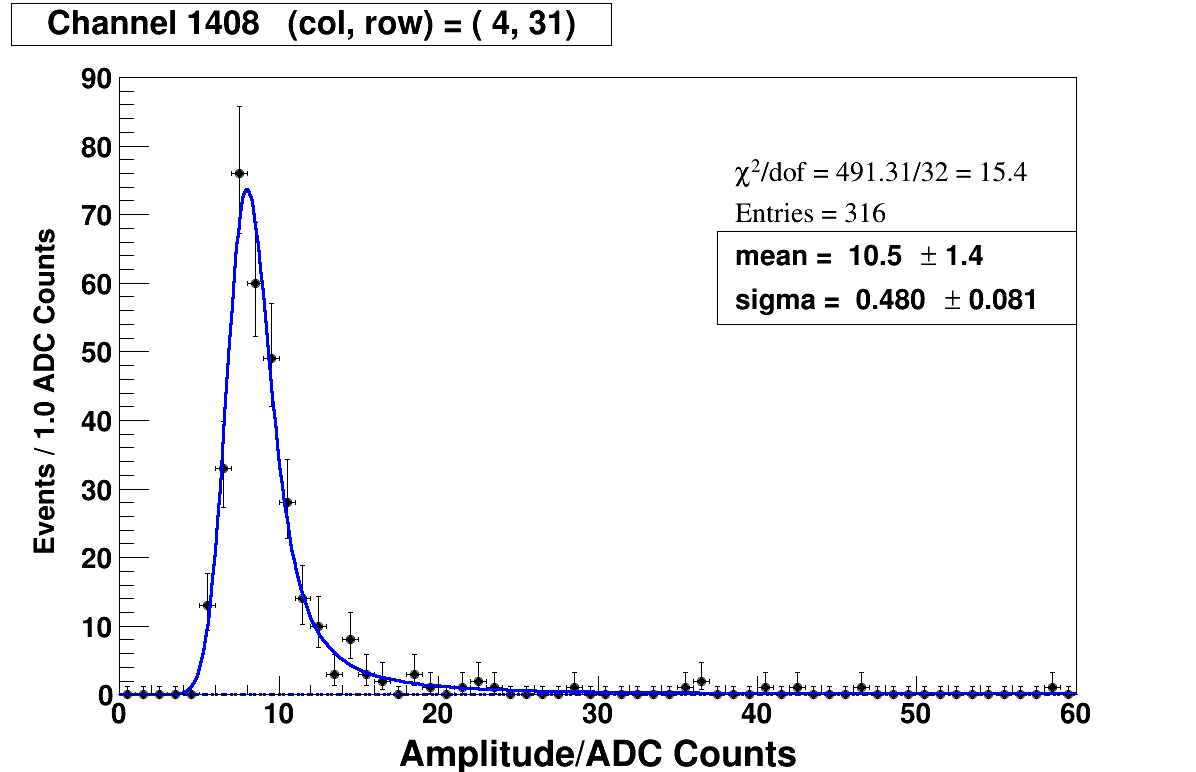 Channel 1408 (col, row) = ( 4, 31)
90
80
70
60
50
40
30
20
10
0
Events / 1.0 ADC Counts
χ²/dof = 491.31/32 = 15.4
Entries = 316
mean = 10.5 ± 1.4
sigma = 0.480 ± 0.081
0 10 20 30 40 50 60
Amplitude/ADC Counts